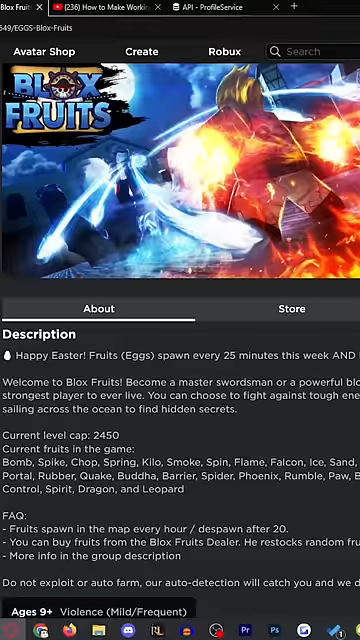 Blox Fruit
(236) How to Make Workin
API - ProfileService
549/EGGS-Blox-Fruits
Avatar Shop
Create
Robux
Search
BLOX
FRUITS
About
Store
Description
Happy Easter! Fruits (Eggs) spawn every 25 minutes this week AND
Welcome to Blox Fruits! Become a master swordsman or a powerful blo
strongest player to ever live. You can choose to fight against tough ene
sailing across the ocean to find hidden secrets.
Current level cap: 2450
Current fruits in the game:
Bomb, Spike, Chop, Spring, Kilo, Smoke, Spin, Flame, Falcon, Ice, Sand,
Portal, Rubber, Quake, Buddha, Barrier, Spider, Phoenix, Rumble, Paw, B
Control, Spirit, Dragon, and Leopard
FAQ:
- Fruits spawn in the map every hour / despawn after 20.
- You can buy fruits from the Blox Fruits Dealer. He restocks random fru
- More info in the group description
Do not exploit or auto farm, our auto-detection will catch you and we d
Ages 9+ Violence (Mild/Frequent)
Pr
Ps
1